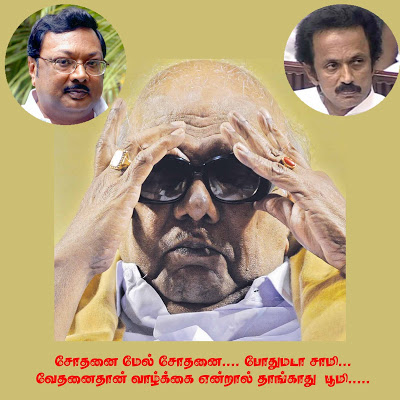 சோதனை மேல் சோதனை.... போதுமடா சாமி...
வேதனைதான் வாழ்க்கை என்றால் தாங்காது பூமி.....